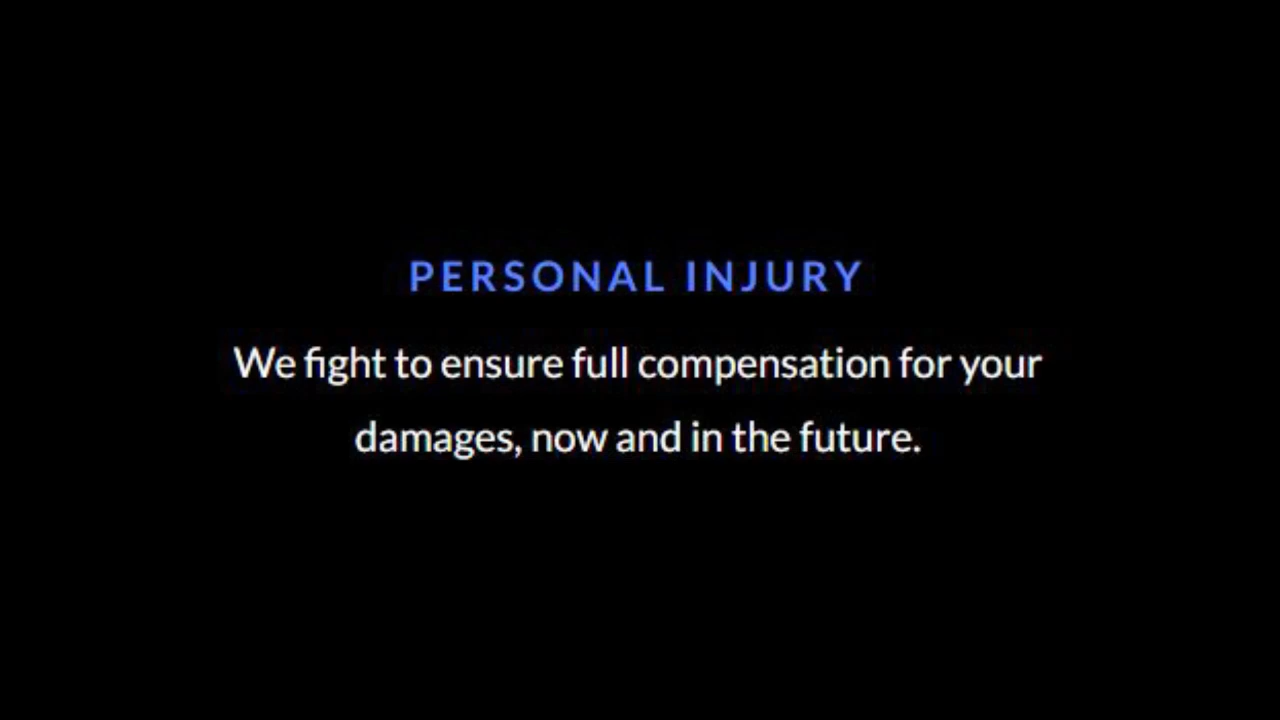 PERSONAL INJURY
We fight to ensure full compensation for your
damages, now and in the future.